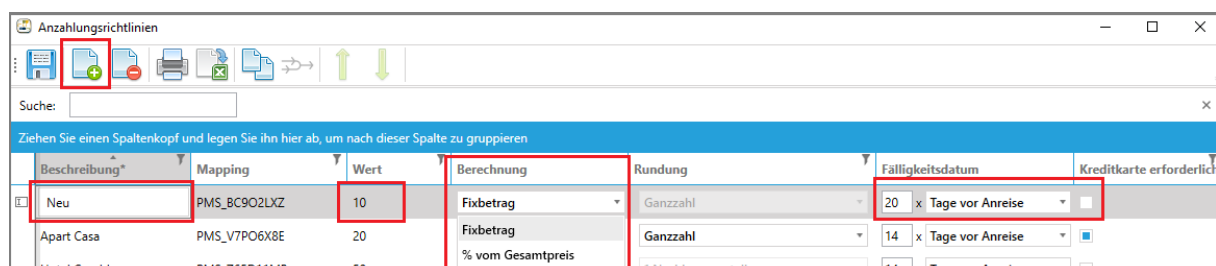 Anzahlungsrichtlinien
Suche:
Ziehen Sie einen Spaltenkopf und legen Sie ihn hier ab, um nach dieser Spalte zu gruppieren
Beschreibung* Mapping Wert Berechnung Rundung Fälligkeitsdatum Kreditkarte erforderlich
Neu PMS_BC9O2LXZ 10 Fixbetrag Ganzzahl 20 x Tage vor Anreise
Fixbetrag
Apart Casa PMS_V7PO6X8E 20 Ganzzahl 14 x Tage vor Anreise
% vom Gesamtpreis